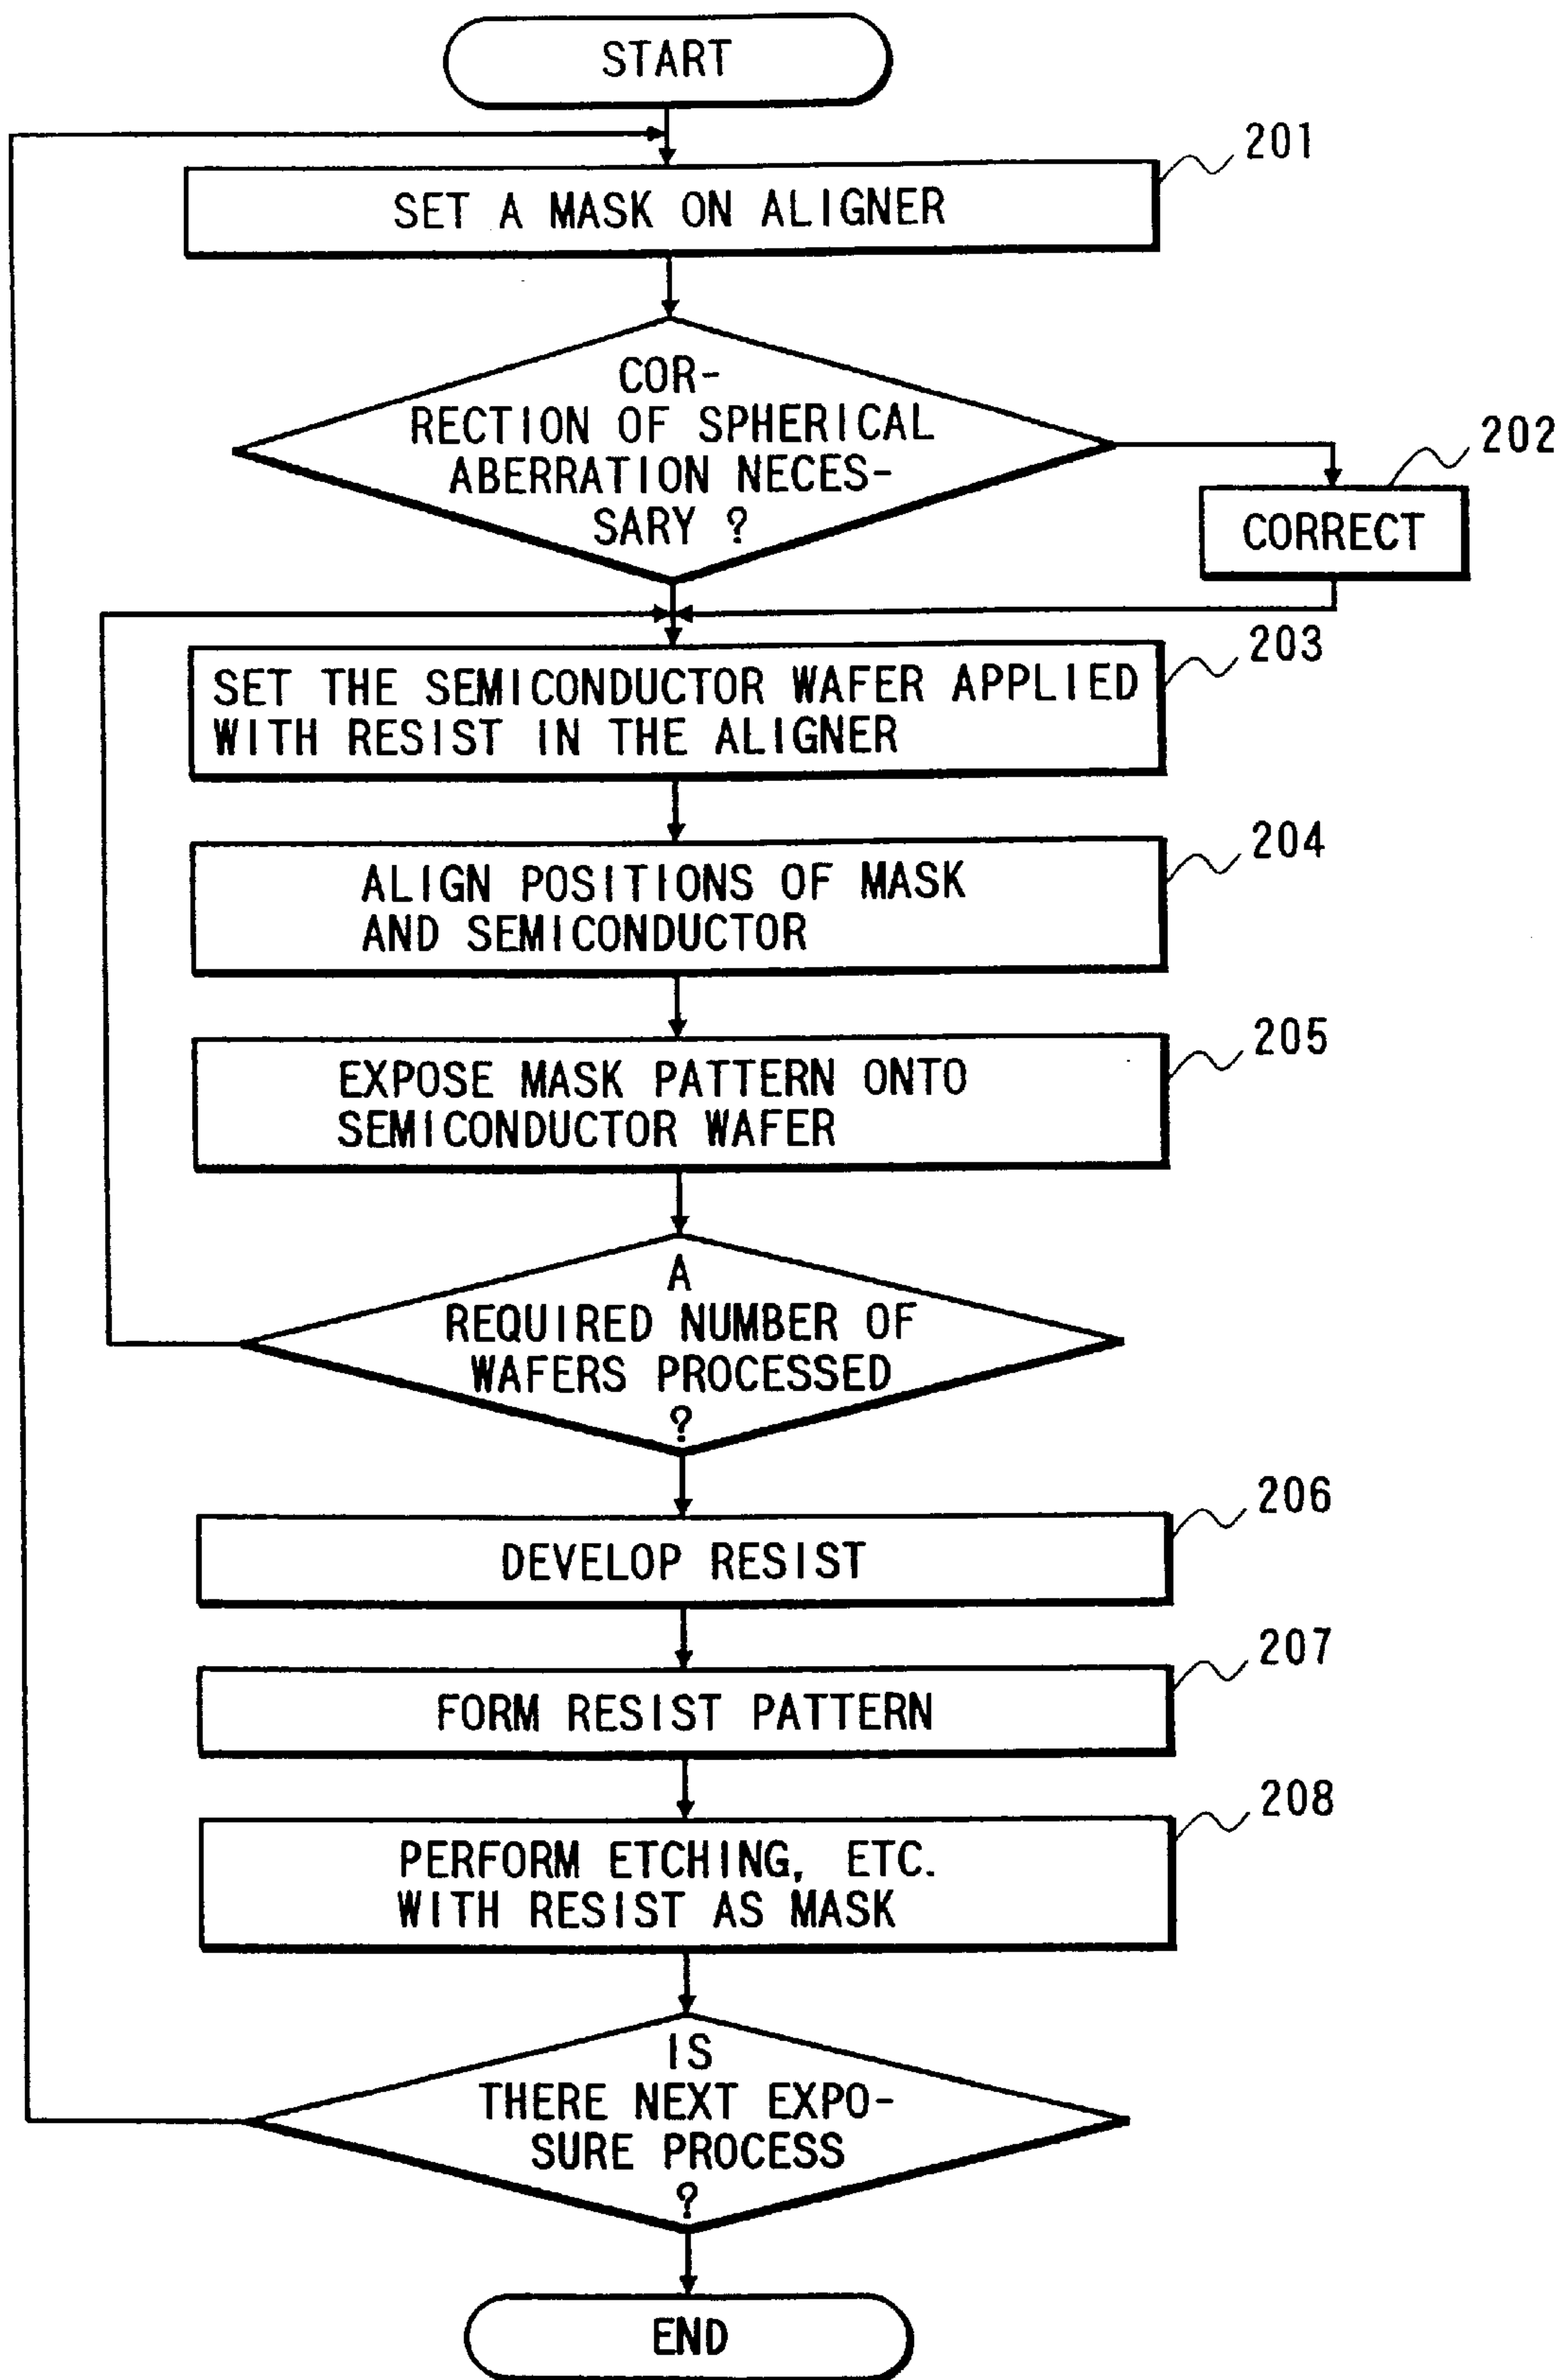 START
201
SET A MASK ON ALIGNER
COR-
RECTION OF SPHERICAL
ABERRATION NECES-
SARY ?
202
CORRECT
203
SET THE SEMICONDUCTOR WAFER APPLIED
WITH RESIST IN THE ALIGNER
204
ALIGN POSITIONS OF MASK
AND SEMICONDUCTOR
205
EXPOSE MASK PATTERN ONTO
SEMICONDUCTOR WAFER
A
REQUIRED NUMBER OF
WAFERS PROCESSED
?
206
DEVELOP RESIST
207
FORM RESIST PATTERN
208
PERFORM ETCHING, ETC.
WITH RESIST AS MASK
IS
THERE NEXT EXPO-
SURE PROCESS
?
END